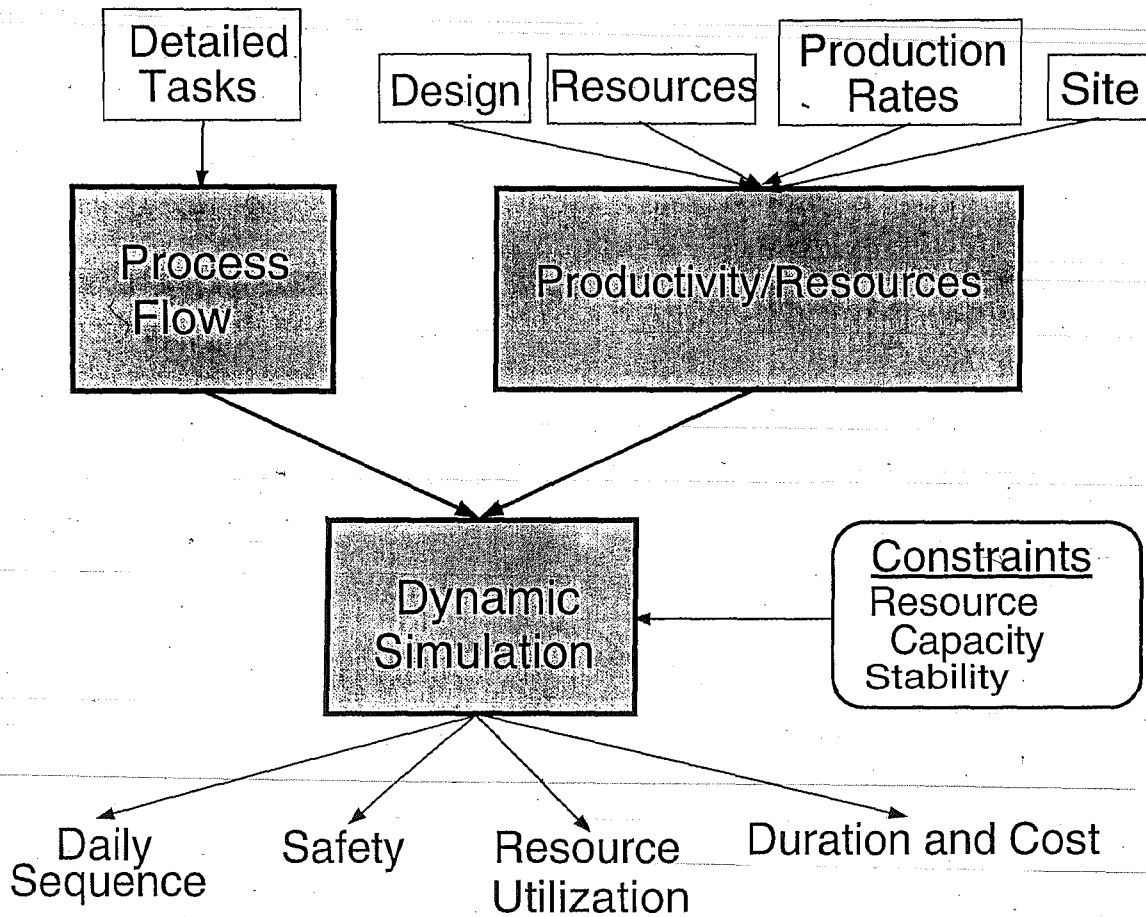 Detailed
Tasks
Design
Resources
Production
Rates
Site
Process
Flow
Productivity/Resources
Dynamic
Simulation
Constraints
Resource
Capacity
Stability
Daily
Sequence
Safety
Resource
Utilization
Duration and Cost